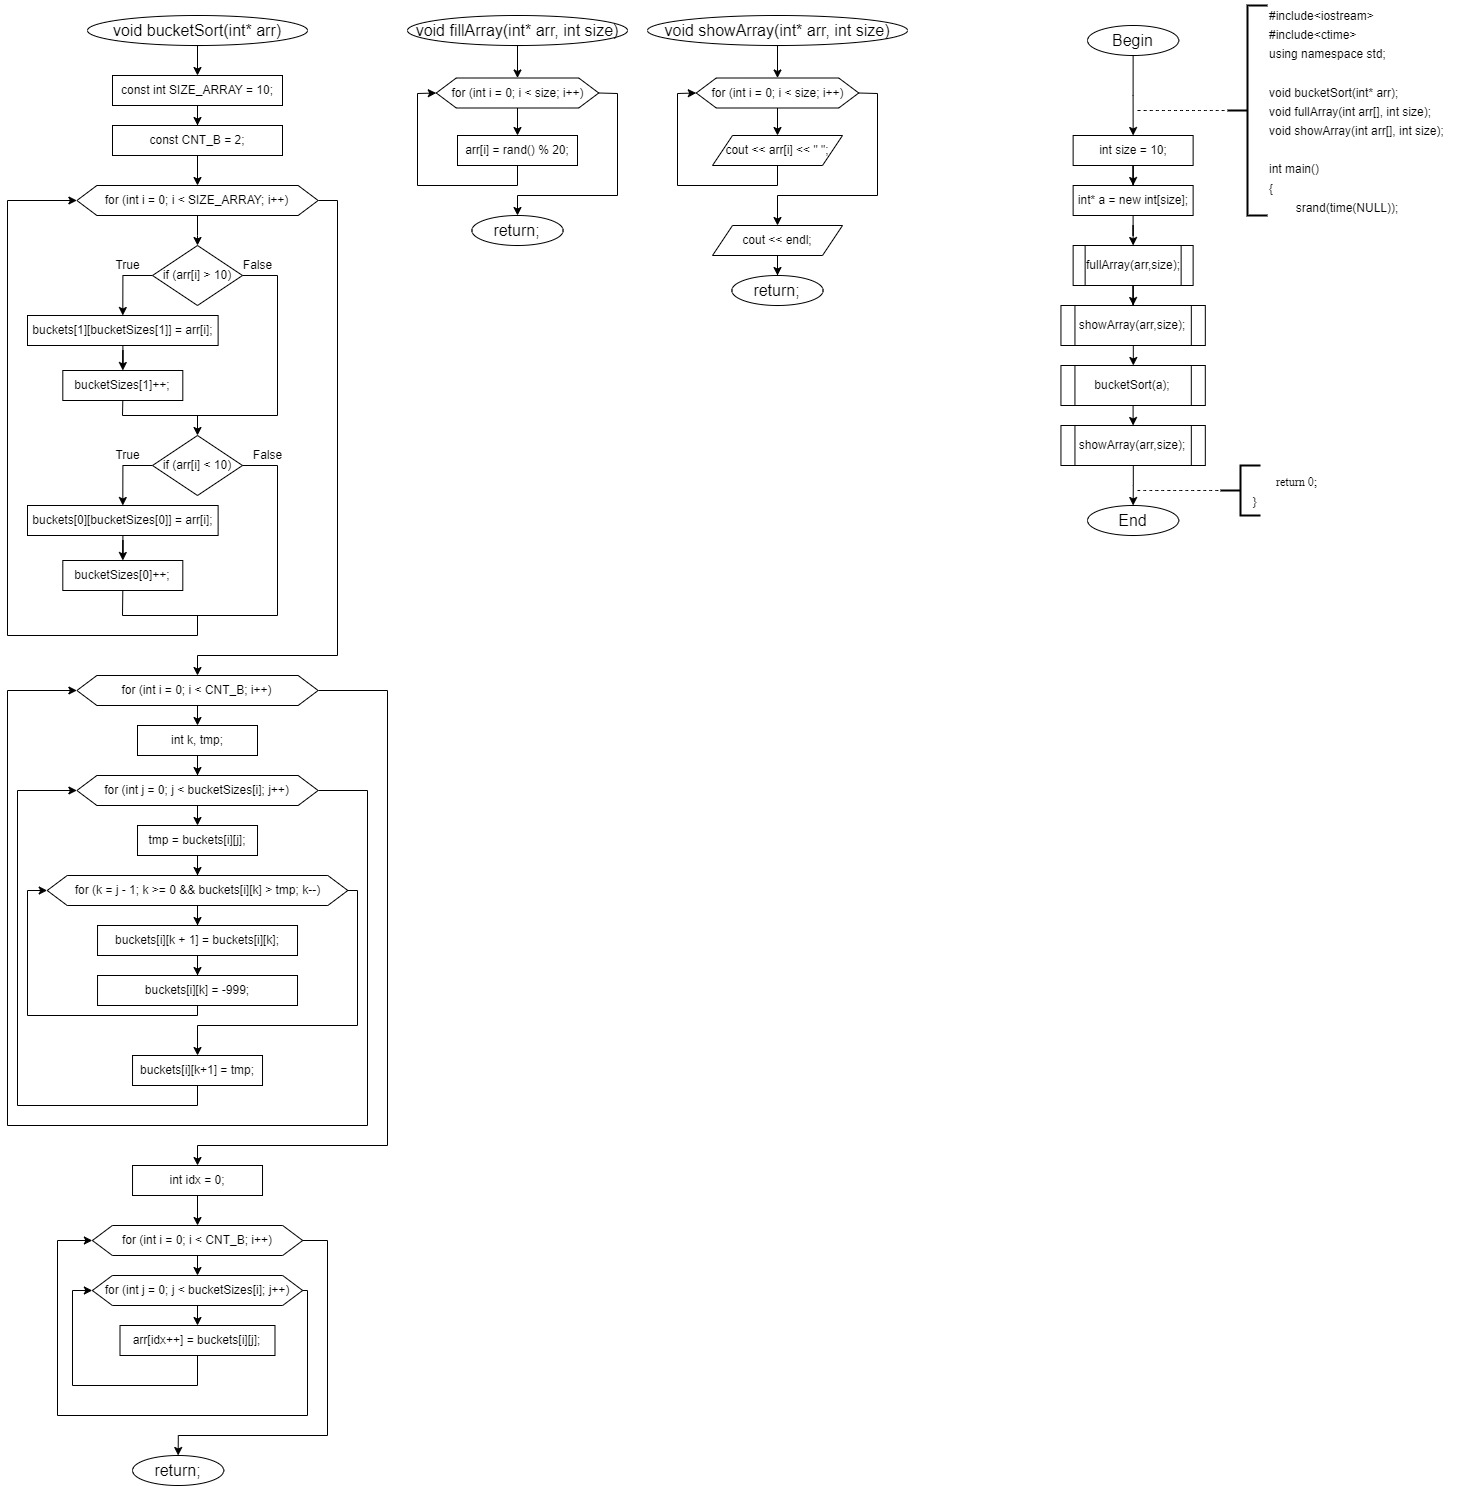 void bucketSort(int* arr)
const int SIZE_ARRAY = 10;
const CNT_B = 2;
for (int i = 0; i < SIZE_ARRAY; i++)
if (arr[i] > 10)
True
False
buckets[1][bucketSizes[1]] = arr[i];
bucketSizes[1]++;
if (arr[i] < 10)
True
False
buckets[0][bucketSizes[0]] = arr[i];
bucketSizes[0]++;
for (int i = 0; i < CNT_B; i++)
int k, tmp;
for (int j = 0; j < bucketSizes[i]; j++)
tmp = buckets[i][j];
for (k = j - 1; k >= 0 && buckets[i][k] > tmp; k--)
buckets[i][k + 1] = buckets[i][k];
buckets[i][k] = -999;
buckets[i][k+1] = tmp;
int idx = 0;
for (int i = 0; i < CNT_B; i++)
for (int j = 0; j < bucketSizes[i]; j++)
arr[idx++] = buckets[i][j];
return;
void fillArray(int* arr, int size)
for (int i = 0; i < size; i++)
arr[i] = rand() % 20;
return;
void showArray(int* arr, int size)
for (int i = 0; i < size; i++)
cout << arr[i] << " ";
cout << endl;
return;
Begin
#include<iostream>
#include<ctime>
using namespace std;
void bucketSort(int* arr);
void fullArray(int arr[], int size);
void showArray(int arr[], int size);
int main()
{
srand(time(NULL));
int size = 10;
int* a = new int[size];
fullArray(arr,size);
showArray(arr,size);
bucketSort(a);
showArray(arr,size);
return 0;
}
End